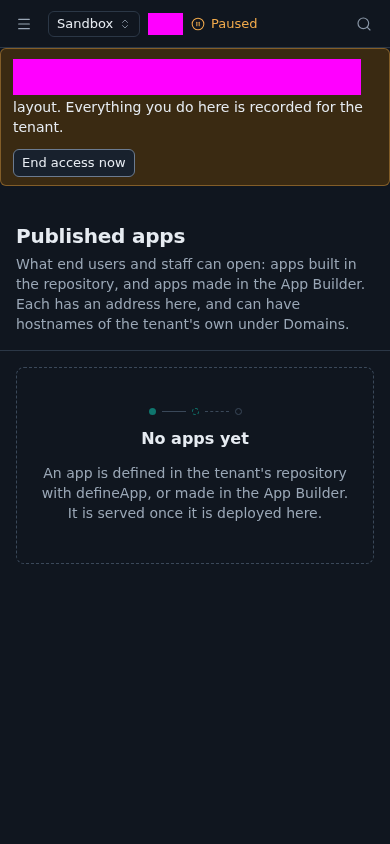 Sandbox
Paused
layout. Everything you do here is recorded for the
tenant.
End access now
Published apps
What end users and staff can open: apps built in
the repository, and apps made in the App Builder.
Each has an address here, and can have
hostnames of the tenant's own under Domains.
No apps yet
An app is defined in the tenant's repository
with defineApp, or made in the App Builder.
It is served once it is deployed here.